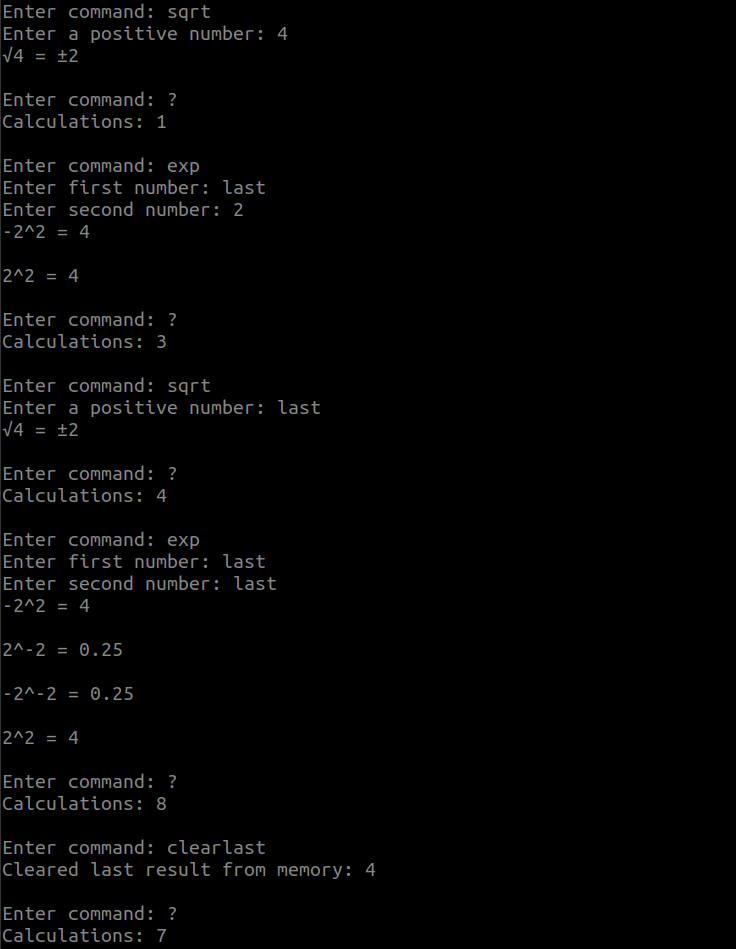 Enter command: sqrt
Enter a positive number: 4
√4 = ±2
Enter command: ?
Calculations: 1
Enter command: exp
Enter first number: last
Enter second number: 2
-2^2 = 4
2^2 = 4
Enter command: ?
Calculations: 3
Enter command: sqrt
Enter a positive number: last
√4 = ±2
Enter command: ?
Calculations: 4
Enter command: exp
Enter first number: last
Enter second number: last
-2^2 = 4
2^-2 = 0.25
-2^-2 = 0.25
2^2 = 4
Enter command: ?
Calculations: 8
Enter command: clearlast
Cleared last result from memory: 4
Enter command: ?
Calculations: 7